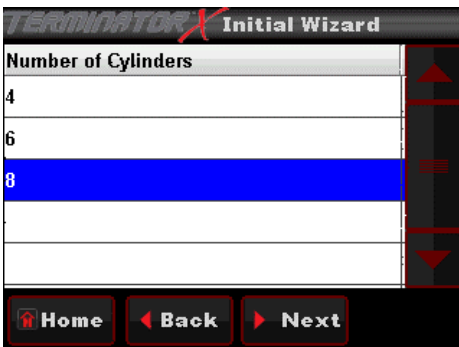 TERMINATOR X Initial Wizard
Number of Cylinders
4
6
8
Home Back Next